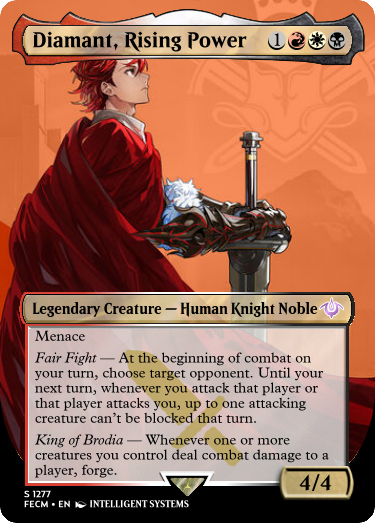 Diamant, Rising Power 1
Legendary Creature — Human Knight Noble
Menace
Fair Fight — At the beginning of combat on
your turn, choose target opponent. Until your
next turn, whenever you attack that player or
that player attacks you, up to one attacking
creature can't be blocked that turn.
King of Brodia — Whenever one or more
creatures you control deal combat damage to a
player, forge.
4/4
S 1277
FECM • EN INTELLIGENT SYSTEMS